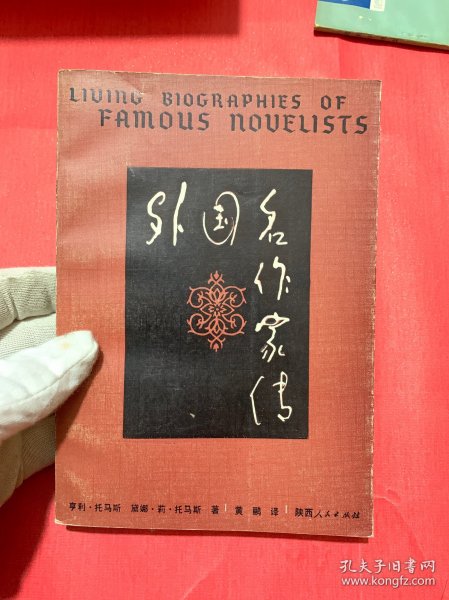 LIVING BIOGRAPHIES OF
FAMOUS NOVELISTS
外国名作家传
亨利·托马斯 黛娜·莉·托马斯 著 黄鹂 译 陕西人民出版社
孔夫子旧书网
www.kongfz.com